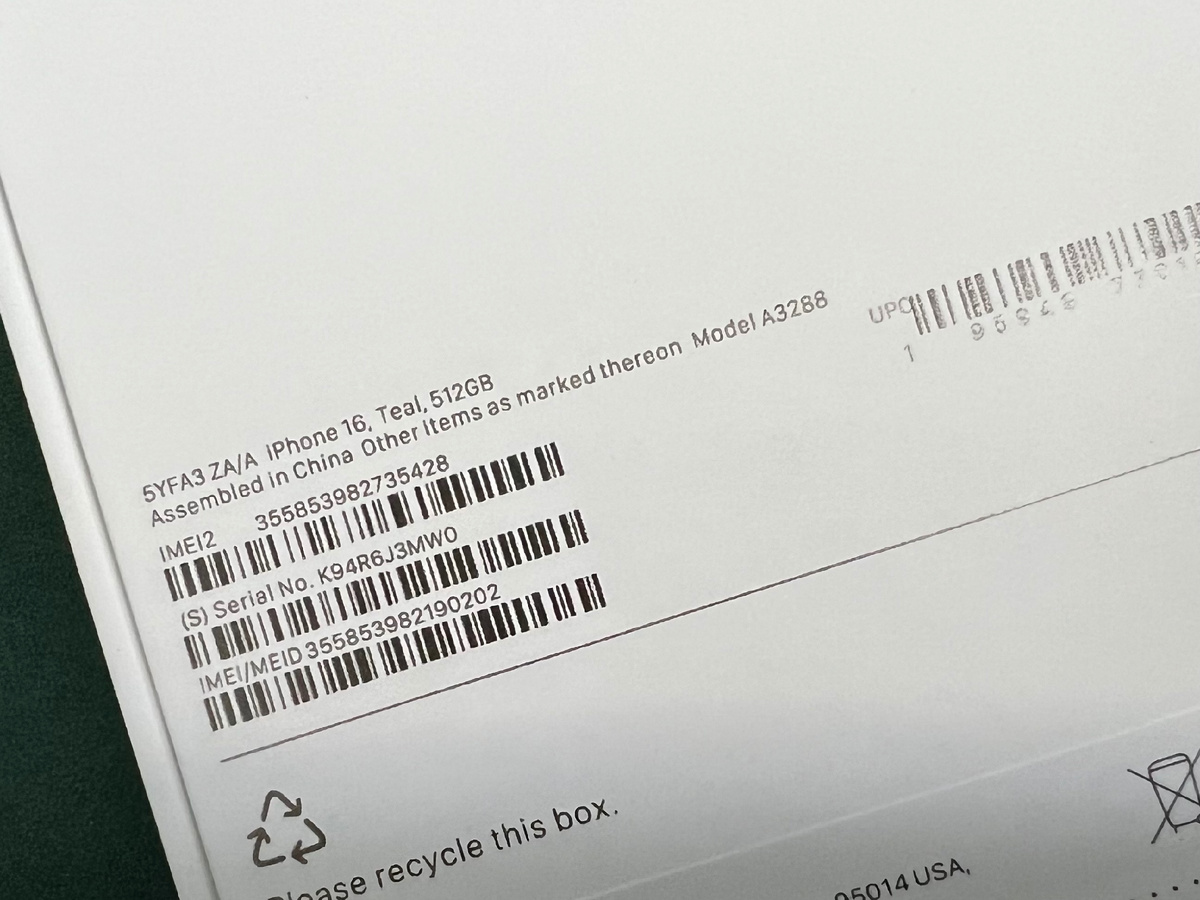 5YFA3 ZA/A iPhone 16, Teal, 512GB
Assembled in China Other items as marked thereon Model A3288
IMEI2 355853982735428
(S) Serial No. K94R6J3MW0
IMEI/MEID 355853982190202
UPC
Please recycle this box.
95014 USA,